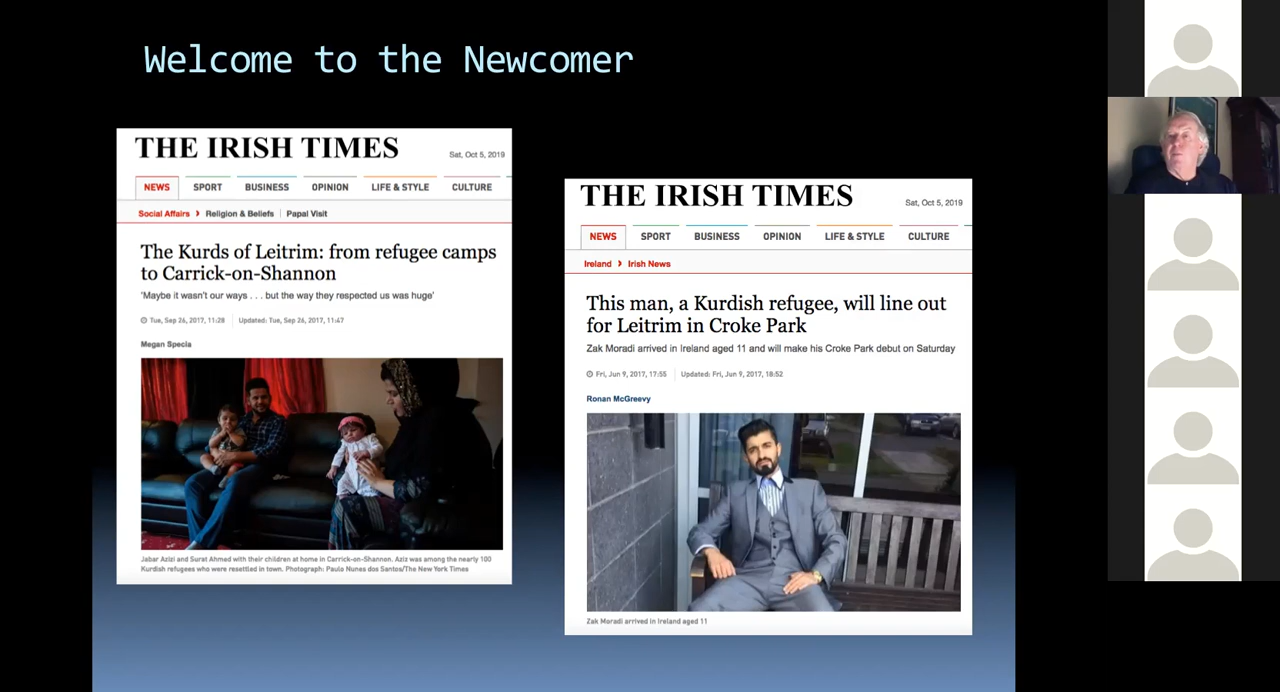 Welcome to the Newcomer
THE IRISH TIMES
Sat, Oct 5, 2019
NEWS SPORT BUSINESS OPINION LIFE & STYLE CULTURE
Social Affairs > Religion & Beliefs | Papal Visit
The Kurds of Leitrim: from refugee camps
to Carrick-on-Shannon
'Maybe it wasn't our ways . . . but the way they respected us was huge'
Tue, Sep 26, 2017, 11:28 | Updated: Tue, Sep 26, 2017, 11:47
Megan Specia
Jabar Azizi and Surat Ahmed with their children at home in Carrick-on-Shannon. Aziz was among the nearly 100
Kurdish refugees who were resettled in town. Photograph: Paulo Nunes dos Santos/The New York Times
THE IRISH TIMES
Sat, Oct 5, 2019
NEWS SPORT BUSINESS OPINION LIFE & STYLE CULTURE
Ireland > Irish News
This man, a Kurdish refugee, will line out
for Leitrim in Croke Park
Zak Moradi arrived in Ireland aged 11 and will make his Croke Park debut on Saturday
Fri, Jun 9, 2017, 17:55 | Updated: Fri, Jun 9, 2017, 18:52
Ronan McGreevy
Zak Moradi arrived in Ireland aged 11